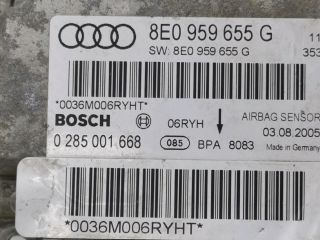 8E0 959 655 G
11
SW: 8E0 959 655 G
353
*0036M006RYHT*
BOSCH
06RYH
AIRBAG SENSOR
03.08.2005
0 285 001 668
085
BPA 8083
Made in Germany
*0036M006RYHT*